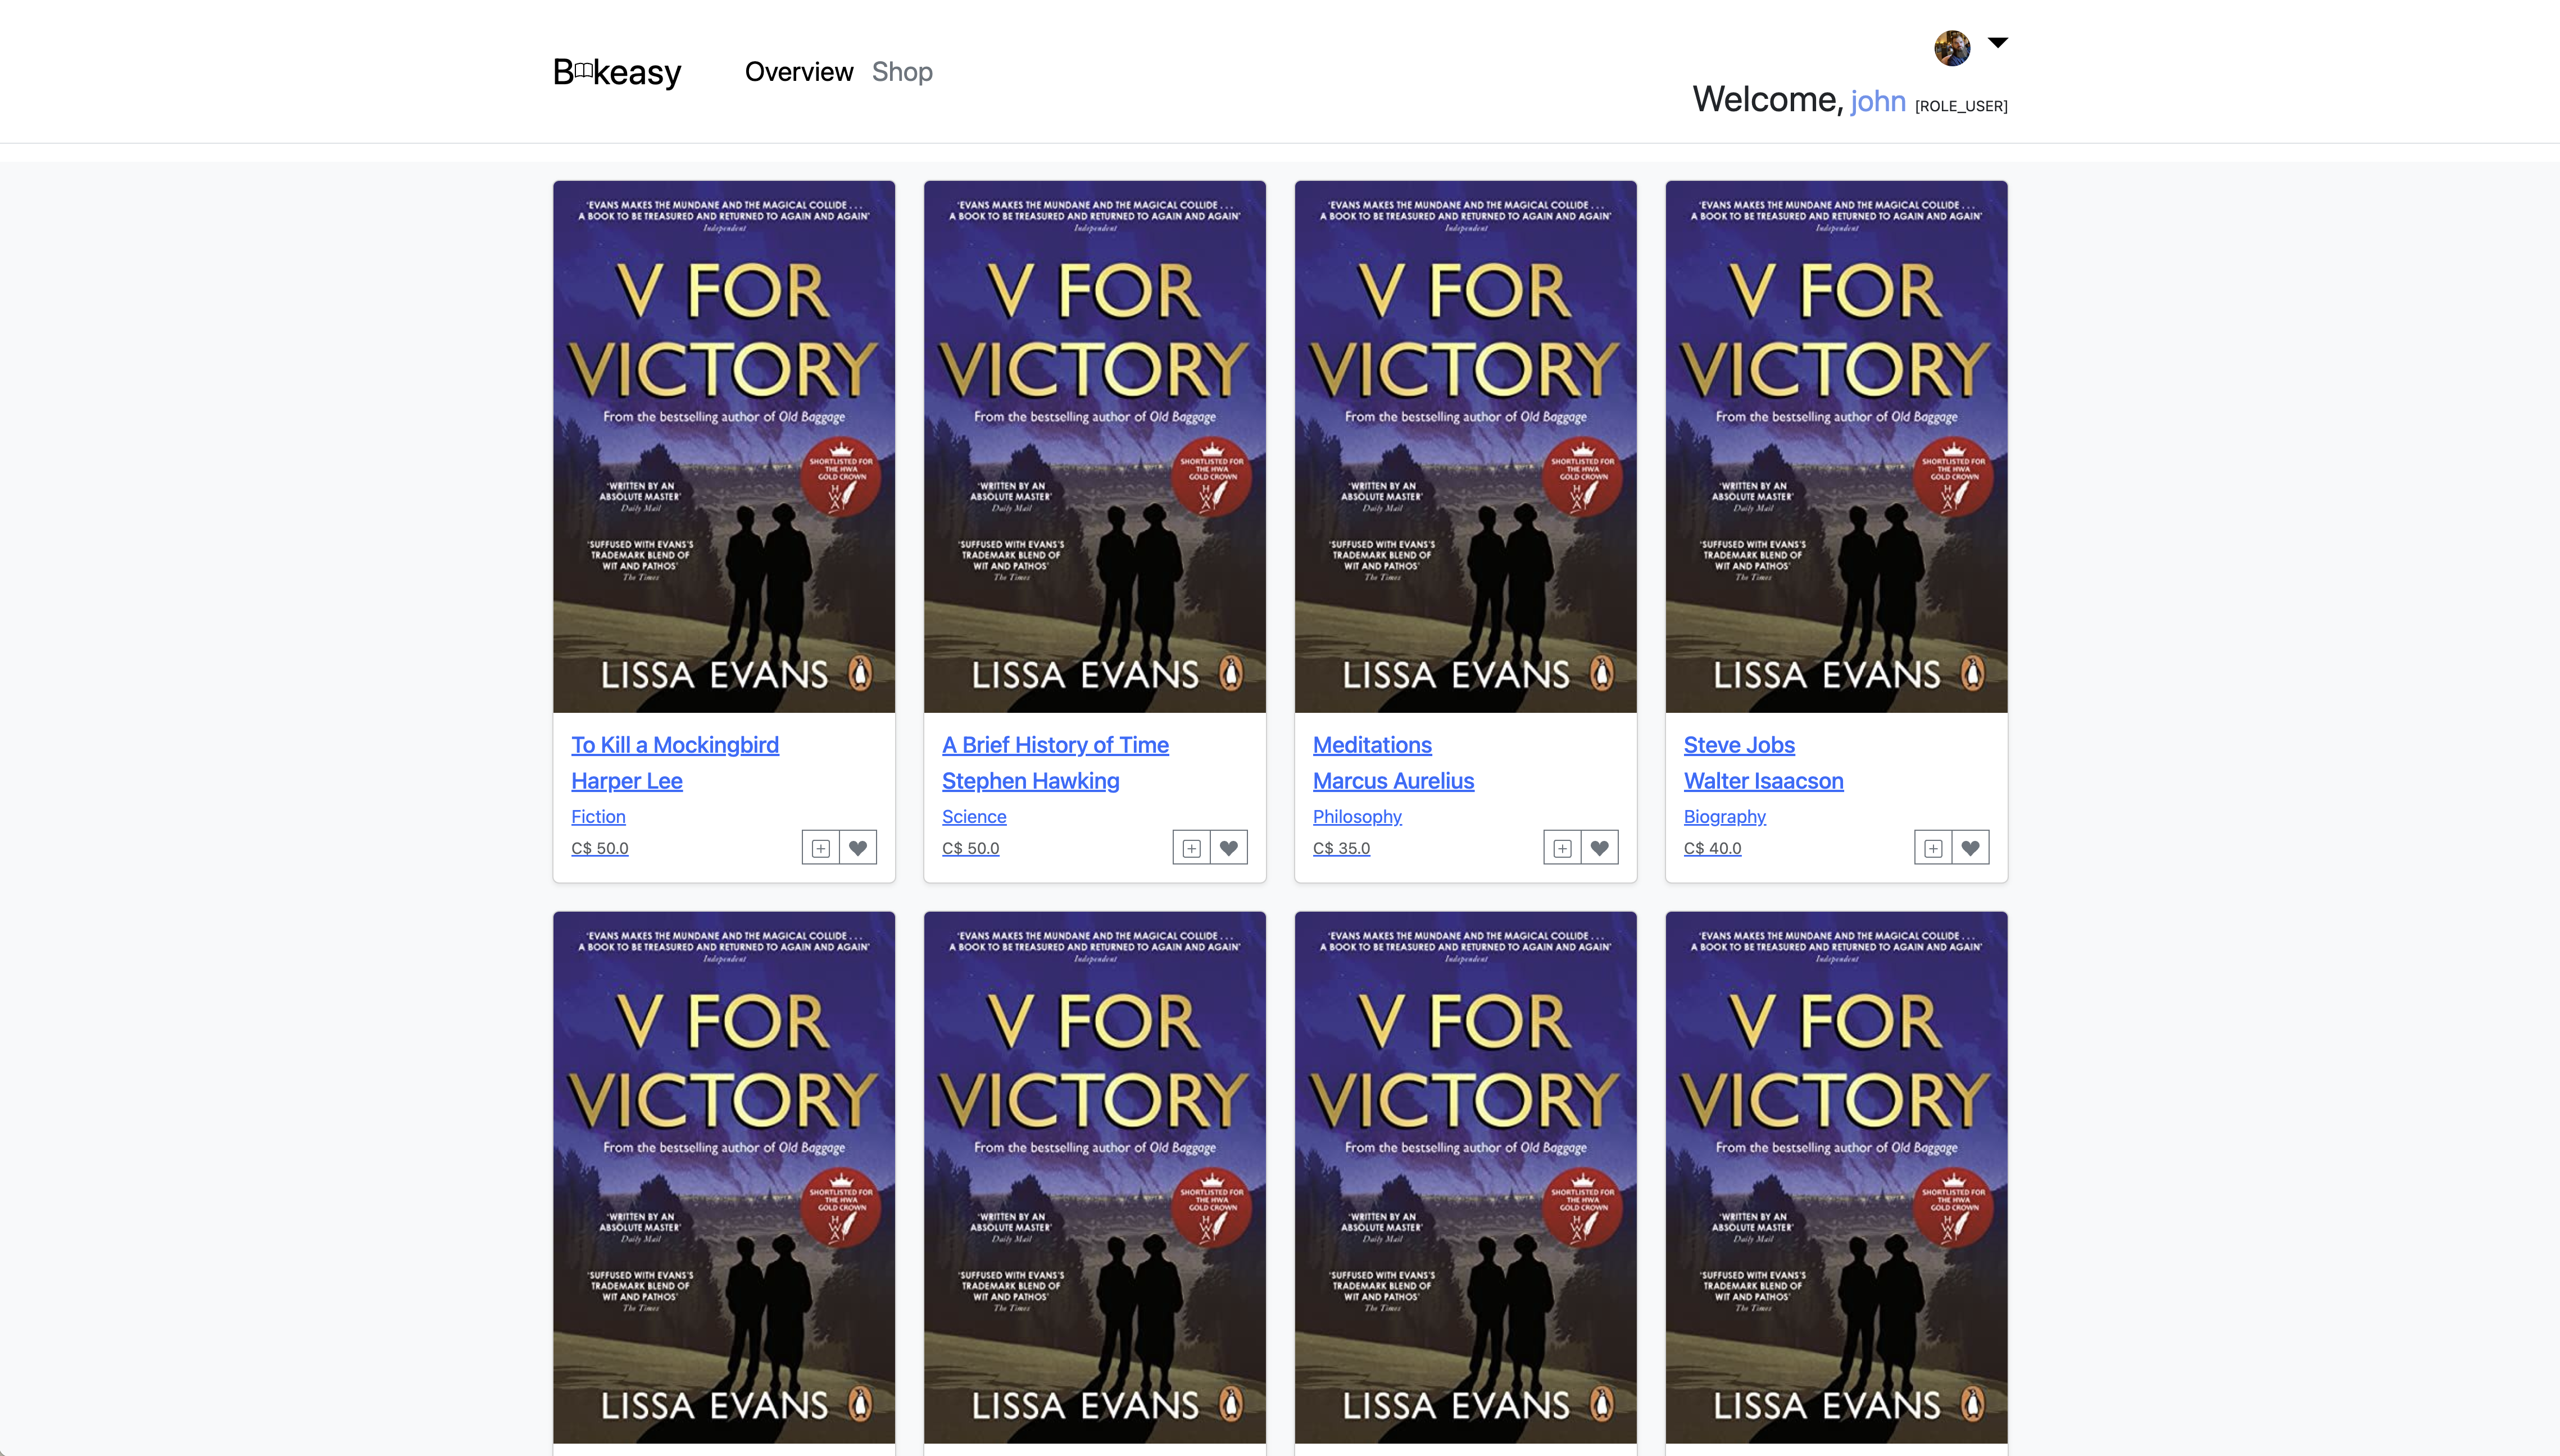 Bkeasy Overview Shop
Welcome, john [ROLE_USER]
'EVANS MAKES THE MUNDANE AND THE MAGICAL COLLIDE . . .
A BOOK TO BE TREASURED AND RETURNED TO AGAIN AND AGAIN'
Independent
V FOR
VICTORY
From the bestselling author of Old Baggage
SHORTLISTED FOR
THE HWA
GOLD CROWN
HWA
'WRITTEN BY AN
ABSOLUTE MASTER'
Daily Mail
'SUFFUSED WITH EVANS'S
TRADEMARK BLEND OF
WIT AND PATHOS'
The Times
LISSA EVANS
To Kill a Mockingbird
Harper Lee
Fiction
C$ 50.0
'EVANS MAKES THE MUNDANE AND THE MAGICAL COLLIDE . . .
A BOOK TO BE TREASURED AND RETURNED TO AGAIN AND AGAIN'
Independent
V FOR
VICTORY
From the bestselling author of Old Baggage
SHORTLISTED FOR
THE HWA
GOLD CROWN
HWA
'WRITTEN BY AN
ABSOLUTE MASTER'
Daily Mail
'SUFFUSED WITH EVANS'S
TRADEMARK BLEND OF
WIT AND PATHOS'
The Times
LISSA EVANS
A Brief History of Time
Stephen Hawking
Science
C$ 50.0
'EVANS MAKES THE MUNDANE AND THE MAGICAL COLLIDE . . .
A BOOK TO BE TREASURED AND RETURNED TO AGAIN AND AGAIN'
Independent
V FOR
VICTORY
From the bestselling author of Old Baggage
SHORTLISTED FOR
THE HWA
GOLD CROWN
HWA
'WRITTEN BY AN
ABSOLUTE MASTER'
Daily Mail
'SUFFUSED WITH EVANS'S
TRADEMARK BLEND OF
WIT AND PATHOS'
The Times
LISSA EVANS
Meditations
Marcus Aurelius
Philosophy
C$ 35.0
'EVANS MAKES THE MUNDANE AND THE MAGICAL COLLIDE . . .
A BOOK TO BE TREASURED AND RETURNED TO AGAIN AND AGAIN'
Independent
V FOR
VICTORY
From the bestselling author of Old Baggage
SHORTLISTED FOR
THE HWA
GOLD CROWN
HWA
'WRITTEN BY AN
ABSOLUTE MASTER'
Daily Mail
'SUFFUSED WITH EVANS'S
TRADEMARK BLEND OF
WIT AND PATHOS'
The Times
LISSA EVANS
Steve Jobs
Walter Isaacson
Biography
C$ 40.0
'EVANS MAKES THE MUNDANE AND THE MAGICAL COLLIDE . . .
A BOOK TO BE TREASURED AND RETURNED TO AGAIN AND AGAIN'
Independent
V FOR
VICTORY
From the bestselling author of Old Baggage
SHORTLISTED FOR
THE HWA
GOLD CROWN
HWA
'WRITTEN BY AN
ABSOLUTE MASTER'
Daily Mail
'SUFFUSED WITH EVANS'S
TRADEMARK BLEND OF
WIT AND PATHOS'
The Times
LISSA EVANS
'EVANS MAKES THE MUNDANE AND THE MAGICAL COLLIDE . . .
A BOOK TO BE TREASURED AND RETURNED TO AGAIN AND AGAIN'
Independent
V FOR
VICTORY
From the bestselling author of Old Baggage
SHORTLISTED FOR
THE HWA
GOLD CROWN
HWA
'WRITTEN BY AN
ABSOLUTE MASTER'
Daily Mail
'SUFFUSED WITH EVANS'S
TRADEMARK BLEND OF
WIT AND PATHOS'
The Times
LISSA EVANS
'EVANS MAKES THE MUNDANE AND THE MAGICAL COLLIDE . . .
A BOOK TO BE TREASURED AND RETURNED TO AGAIN AND AGAIN'
Independent
V FOR
VICTORY
From the bestselling author of Old Baggage
SHORTLISTED FOR
THE HWA
GOLD CROWN
HWA
'WRITTEN BY AN
ABSOLUTE MASTER'
Daily Mail
'SUFFUSED WITH EVANS'S
TRADEMARK BLEND OF
WIT AND PATHOS'
The Times
LISSA EVANS
'EVANS MAKES THE MUNDANE AND THE MAGICAL COLLIDE . . .
A BOOK TO BE TREASURED AND RETURNED TO AGAIN AND AGAIN'
Independent
V FOR
VICTORY
From the bestselling author of Old Baggage
SHORTLISTED FOR
THE HWA
GOLD CROWN
HWA
'WRITTEN BY AN
ABSOLUTE MASTER'
Daily Mail
'SUFFUSED WITH EVANS'S
TRADEMARK BLEND OF
WIT AND PATHOS'
The Times
LISSA EVANS